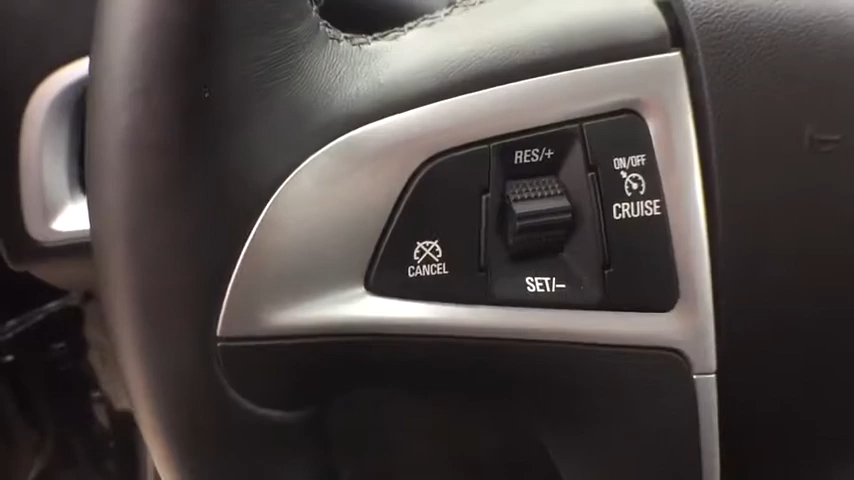 RES/+
ON/OFF
CRUISE
CANCEL
SET/–